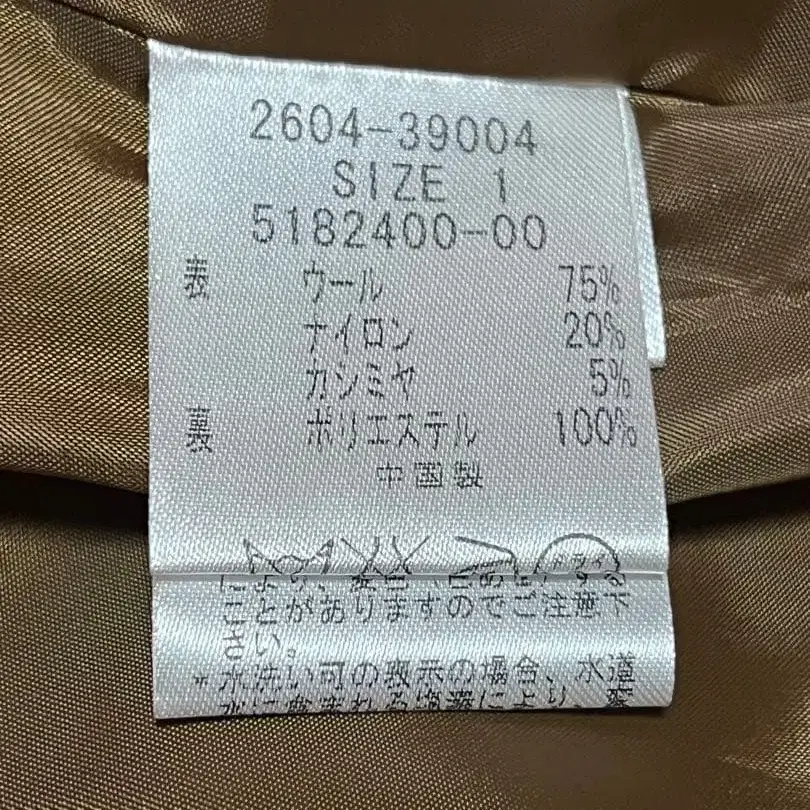 2604-39004
SIZE 1
5182400-00
表 ウール 75%
ナイロン 20%
カシミヤ 5%
裏 ポリエステル 100%
中国製
ドライ
ことがありますのでご注意下
さい。
* 水洗い可の表示の場合、水道